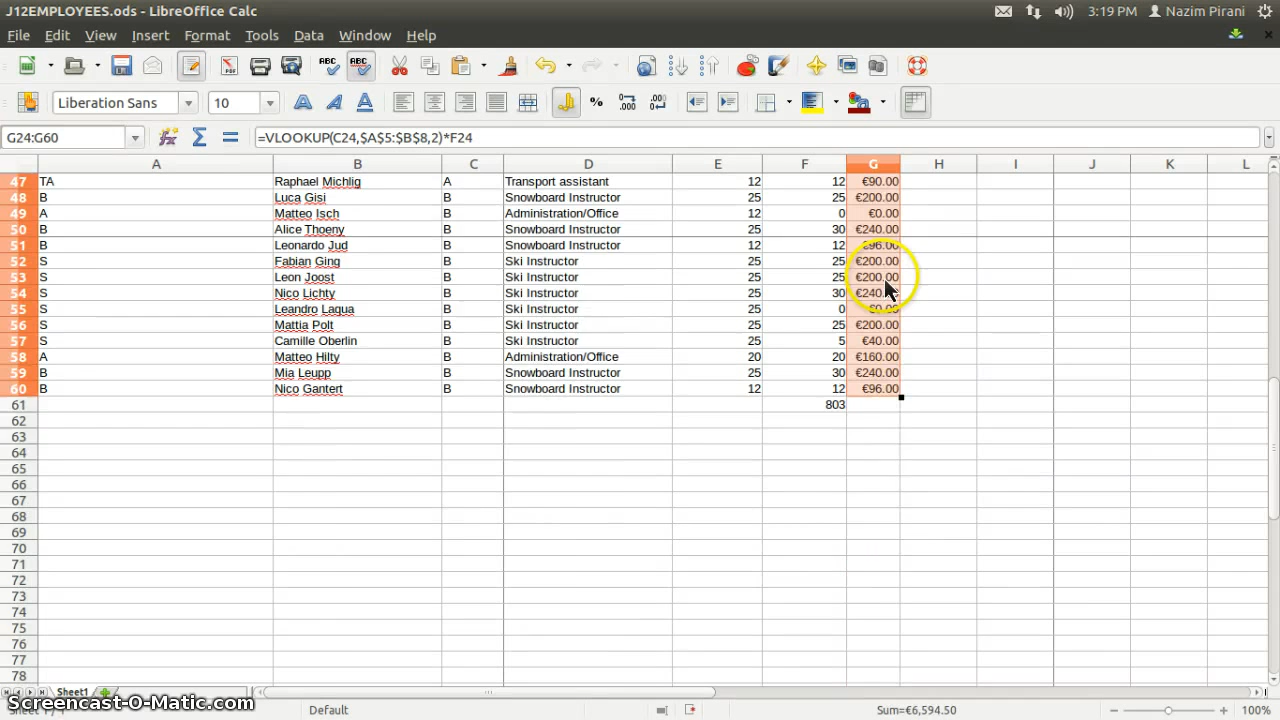 J12EMPLOYEES.ods - LibreOffice Calc
3:19 PM Nazim Pirani
File Edit View Insert Format Tools Data Window Help
Liberation Sans 10
G24:G60 =VLOOKUP(C24,$A$5:$B$8,2)*F24
A B C D E F G H I J K L
47 TA Raphael Michlig A Transport assistant 12 12 €90.00
48 B Luca Gisi B Snowboard Instructor 25 25 €200.00
49 A Matteo Isch B Administration/Office 12 0 €0.00
50 B Alice Thoeny B Snowboard Instructor 25 30 €240.00
51 B Leonardo Jud B Snowboard Instructor 12 12 €96.00
52 S Fabian Ging B Ski Instructor 25 25 €200.00
53 S Leon Joost B Ski Instructor 25 25 €200.00
54 S Nico Lichty B Ski Instructor 25 30 €240.00
55 S Leandro Lagua B Ski Instructor 25 0 €0.00
56 S Mattia Polt B Ski Instructor 25 25 €200.00
57 S Camille Oberlin B Ski Instructor 25 5 €40.00
58 A Matteo Hilty B Administration/Office 20 20 €160.00
59 B Mia Leupp B Snowboard Instructor 25 30 €240.00
60 B Nico Gantert B Snowboard Instructor 12 12 €96.00
61 803
62
63
64
65
66
67
68
69
70
71
72
73
74
75
76
77
78
Sheet1
Screencast-O-Matic.com
Default Sum=€6,594.50 100%